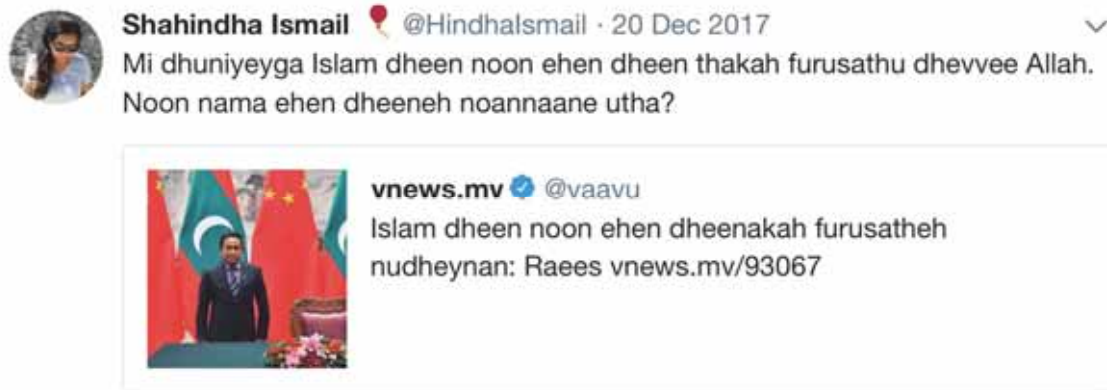 Shahindha Ismail 🎈 @HindhaIsmail · 20 Dec 2017
Mi dhuniyeyga Islam dheen noon ehen dheen thakah furusathu dhevvee Allah.
Noon nama ehen dheeneh noannaane utha?
vnews.mv @vaavu
Islam dheen noon ehen dheenakah furusatheh
nudheynan: Raees vnews.mv/93067